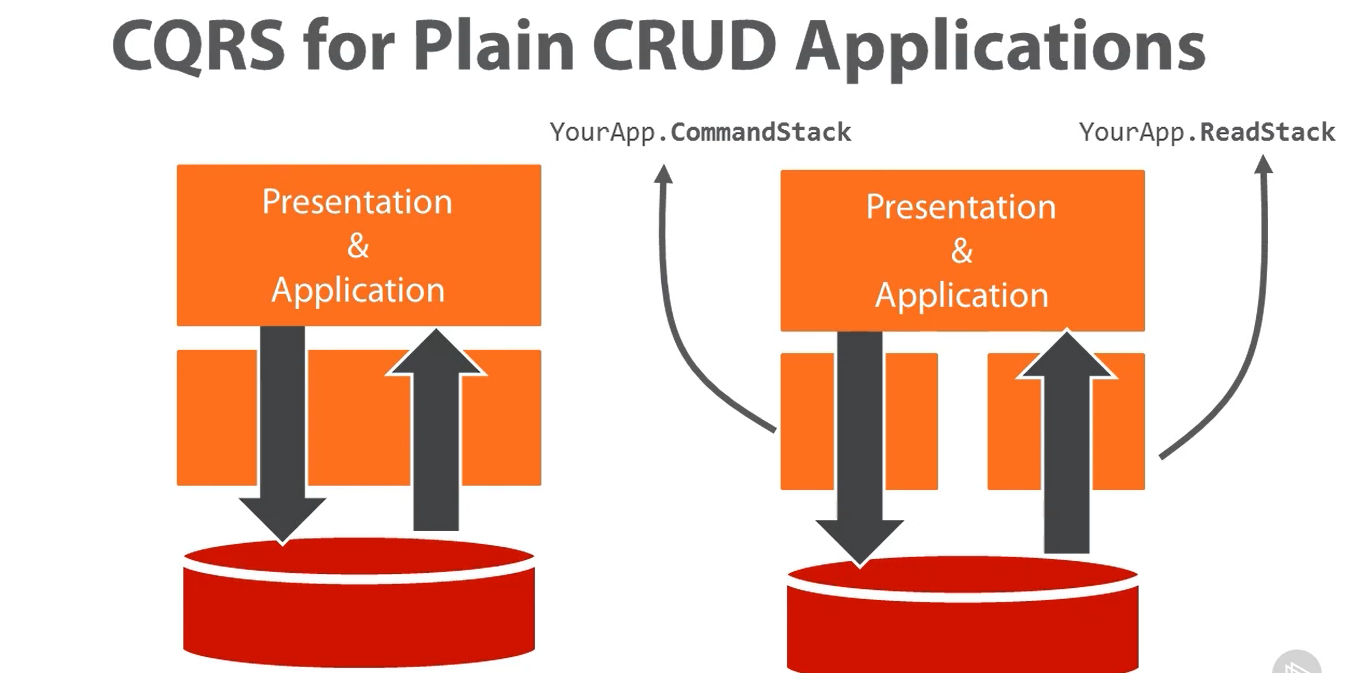 CQRS for Plain CRUD Applications
YourApp.CommandStack
YourApp.ReadStack
Presentation
&
Application
Presentation
&
Application